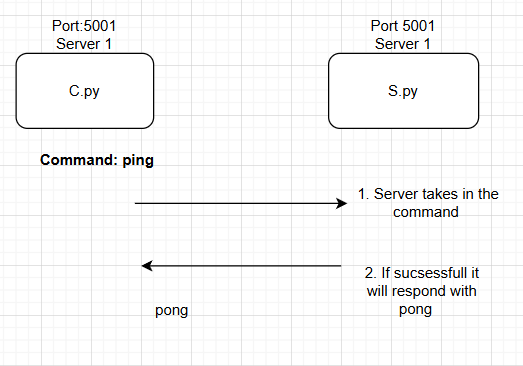 Port:5001
Server 1
C.py
Port 5001
Server 1
S.py
Command: ping
1. Server takes in the
command
2. If sucsessfull it
will respond with
pong
pong